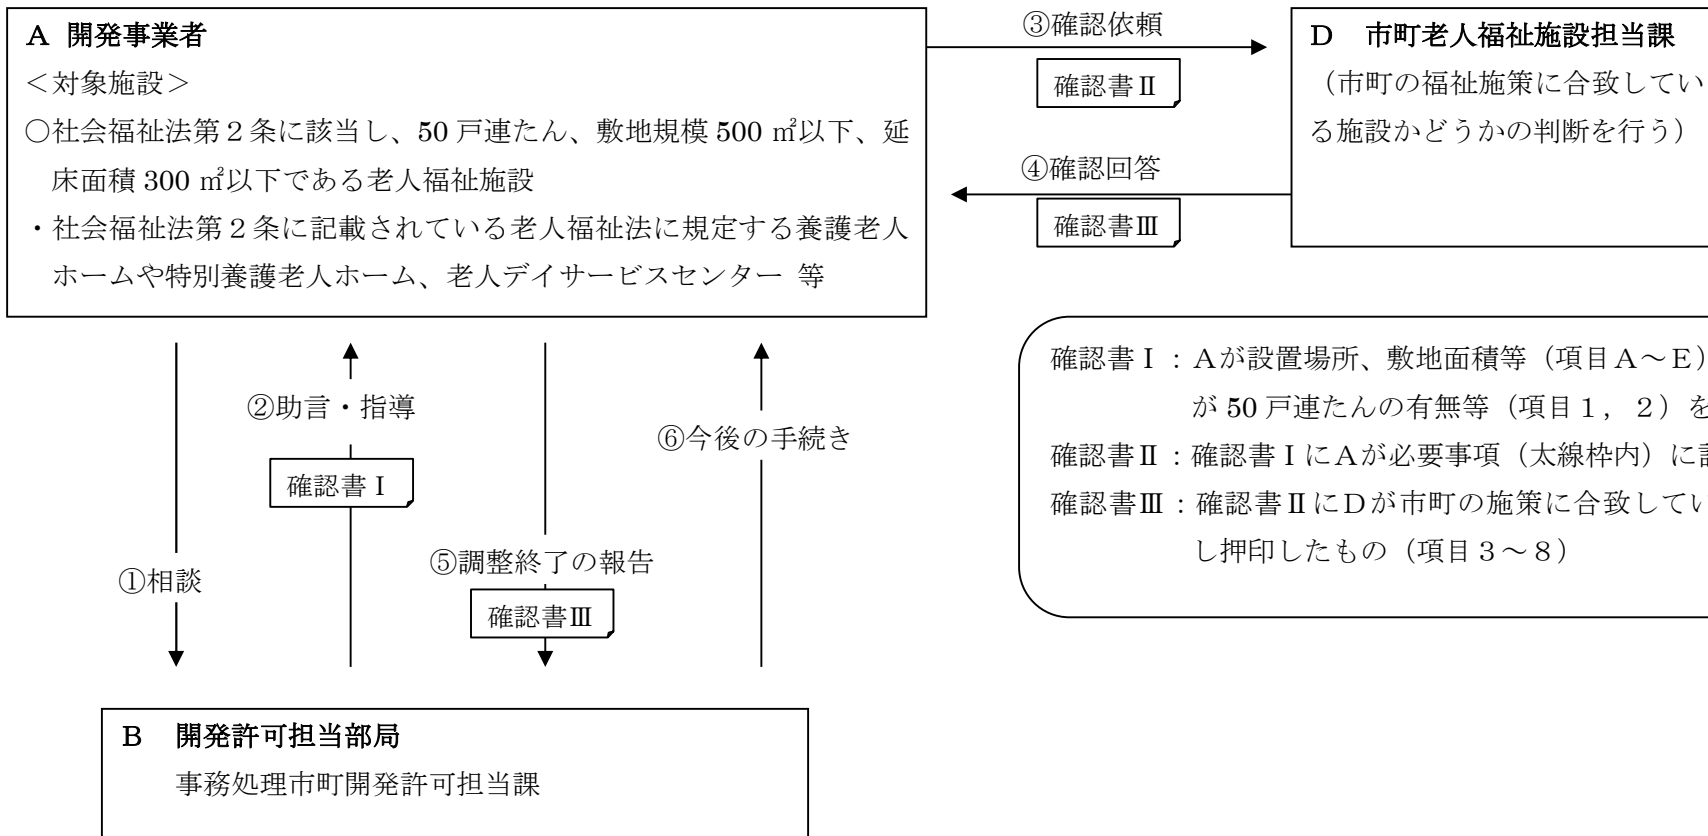 A 開発事業者
＜対象施設＞
○社会福祉法第２条に該当し、50 戸連たん、敷地規模 500 ㎡以下、延
床面積 300 ㎡以下である老人福祉施設
・社会福祉法第２条に記載されている老人福祉法に規定する養護老人
ホームや特別養護老人ホーム、老人デイサービスセンター 等
③確認依頼
確認書Ⅱ
④確認回答
確認書Ⅲ
D 市町老人福祉施設担当課
（市町の福祉施策に合致してい
る施設かどうかの判断を行う）
①相談
②助言・指導
確認書Ⅰ
⑤調整終了の報告
確認書Ⅲ
⑥今後の手続き
確認書Ⅰ：Ａが設置場所、敷地面積等（項目Ａ～Ｅ）
が 50 戸連たんの有無等（項目１，２）を
確認書Ⅱ：確認書ⅠにＡが必要事項（太線枠内）に
確認書Ⅲ：確認書ⅡにＤが市町の施策に合致してい
し押印したもの（項目３～８）
B 開発許可担当部局
事務処理市町開発許可担当課